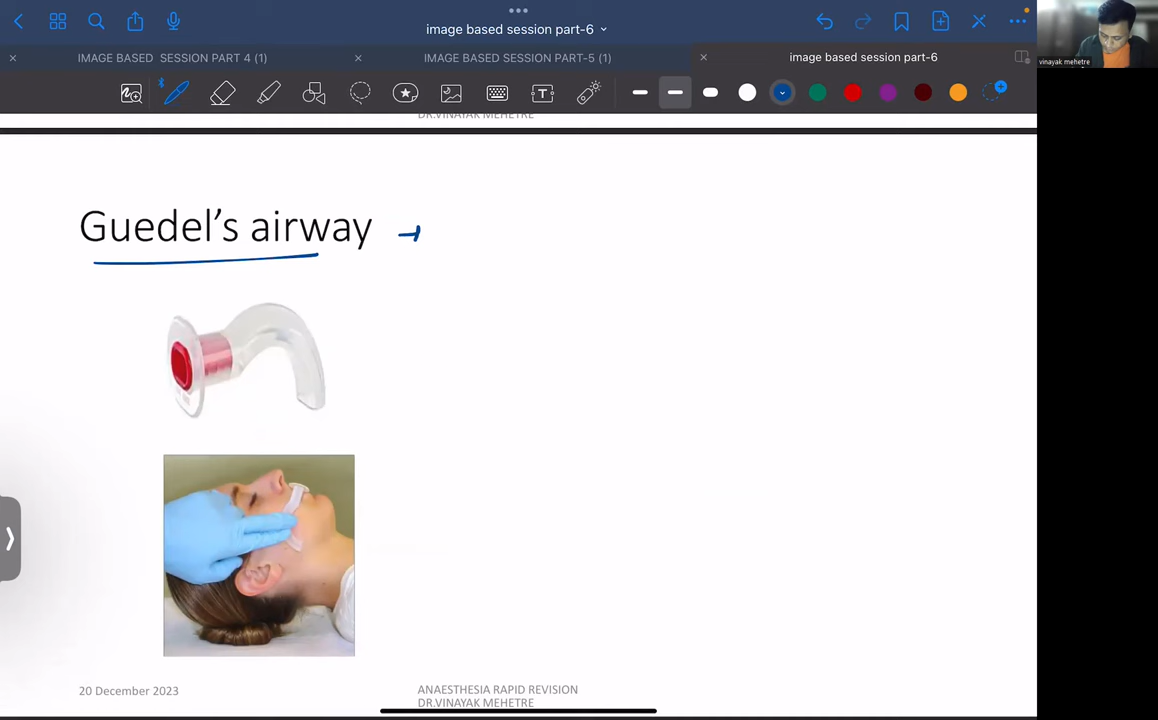 image based session part-6
IMAGE BASED SESSION PART 4 (1)
IMAGE BASED SESSION PART-5 (1)
image based session part-6
vinayak mehetre
DR.VINAYAK MEHETRE
Guedel's airway
20 December 2023
ANAESTHESIA RAPID REVISION
DR.VINAYAK MEHETRE